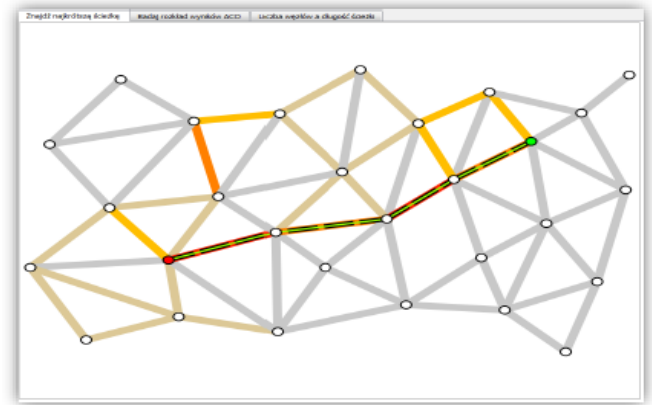 Znajdź najkrótszą ścieżkę
Badaj rozkład wyników ACO
Liczba węzłów a długość ścieżki